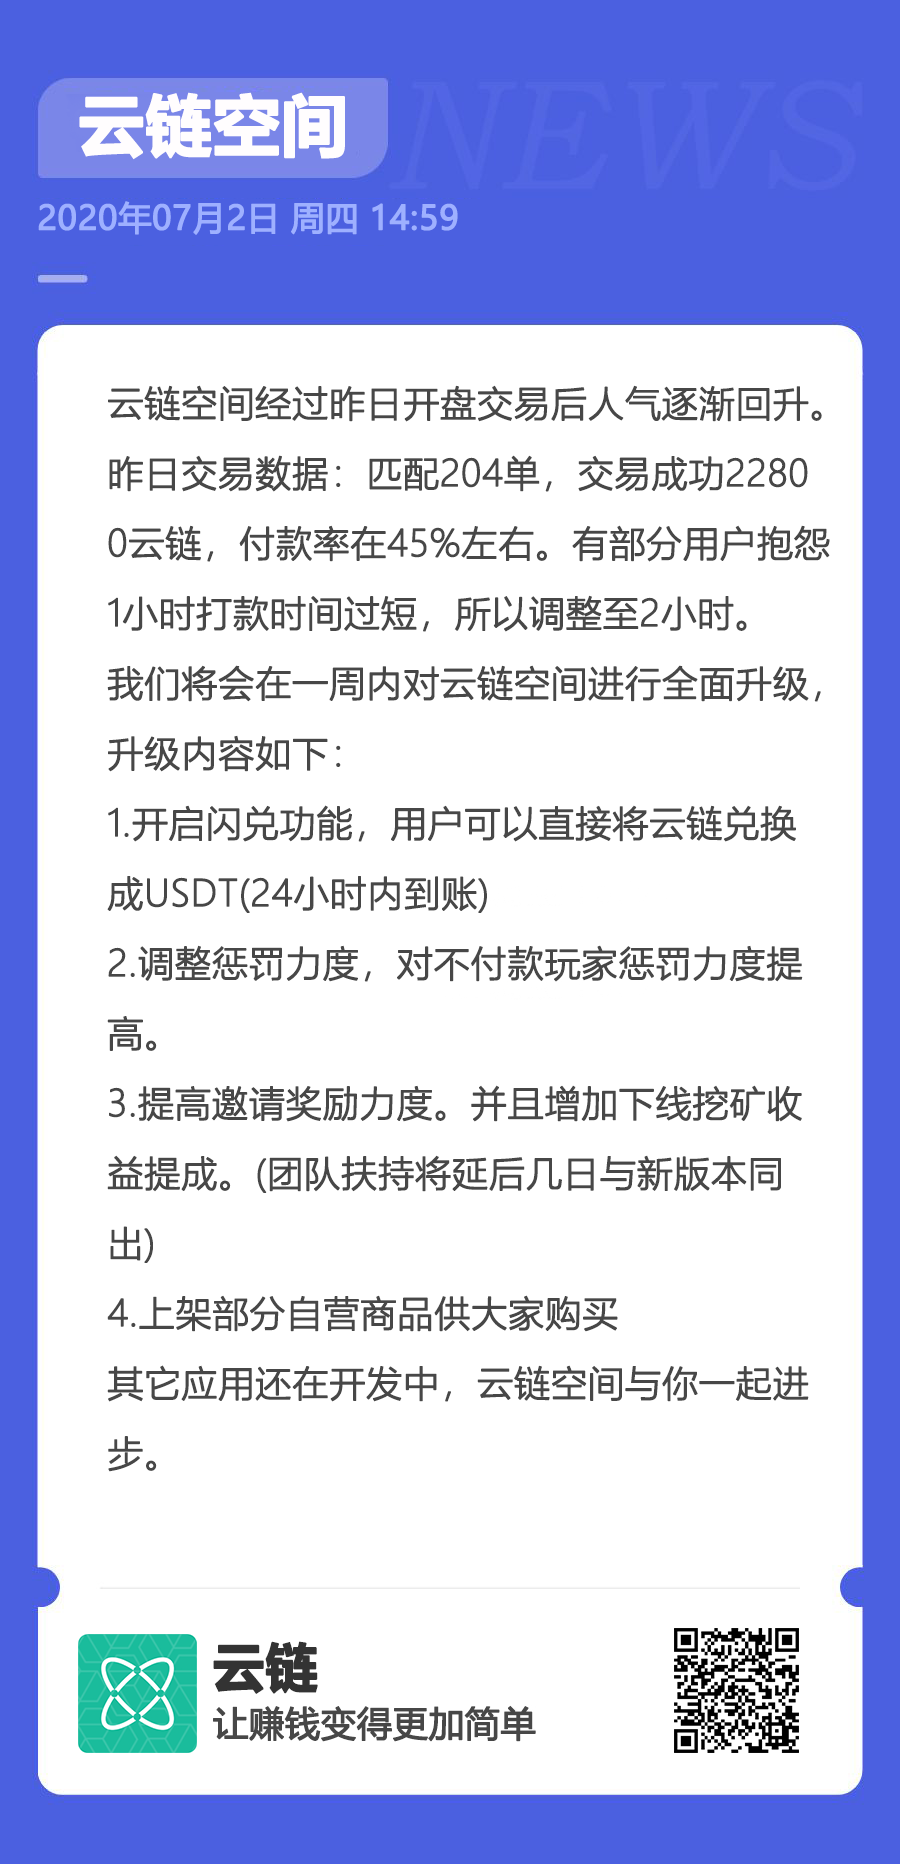 云链空间
NEWS
2020年07月2日 周四 14:59
云链空间经过昨日开盘交易后人气逐渐回升。
昨日交易数据：匹配204单，交易成功2280
0云链，付款率在45%左右。有部分用户抱怨
1小时打款时间过短，所以调整至2小时。
我们将会在一周内对云链空间进行全面升级，
升级内容如下：
1.开启闪兑功能，用户可以直接将云链兑换
成USDT(24小时内到账)
2.调整惩罚力度，对不付款玩家惩罚力度提
高。
3.提高邀请奖励力度。并且增加下线挖矿收
益提成。(团队扶持将延后几日与新版本同
出)
4.上架部分自营商品供大家购买
其它应用还在开发中，云链空间与你一起进
步。
云链
让赚钱变得更加简单